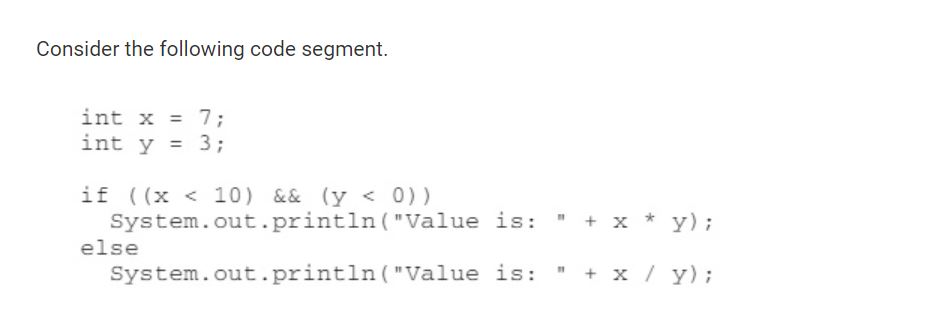 Consider the following code segment.
int x = 7;
int y = 3;
if ((x < 10) && (y < 0))
System.out.println("Value is: " + x * y);
else
System.out.println("Value is: " + x / y);